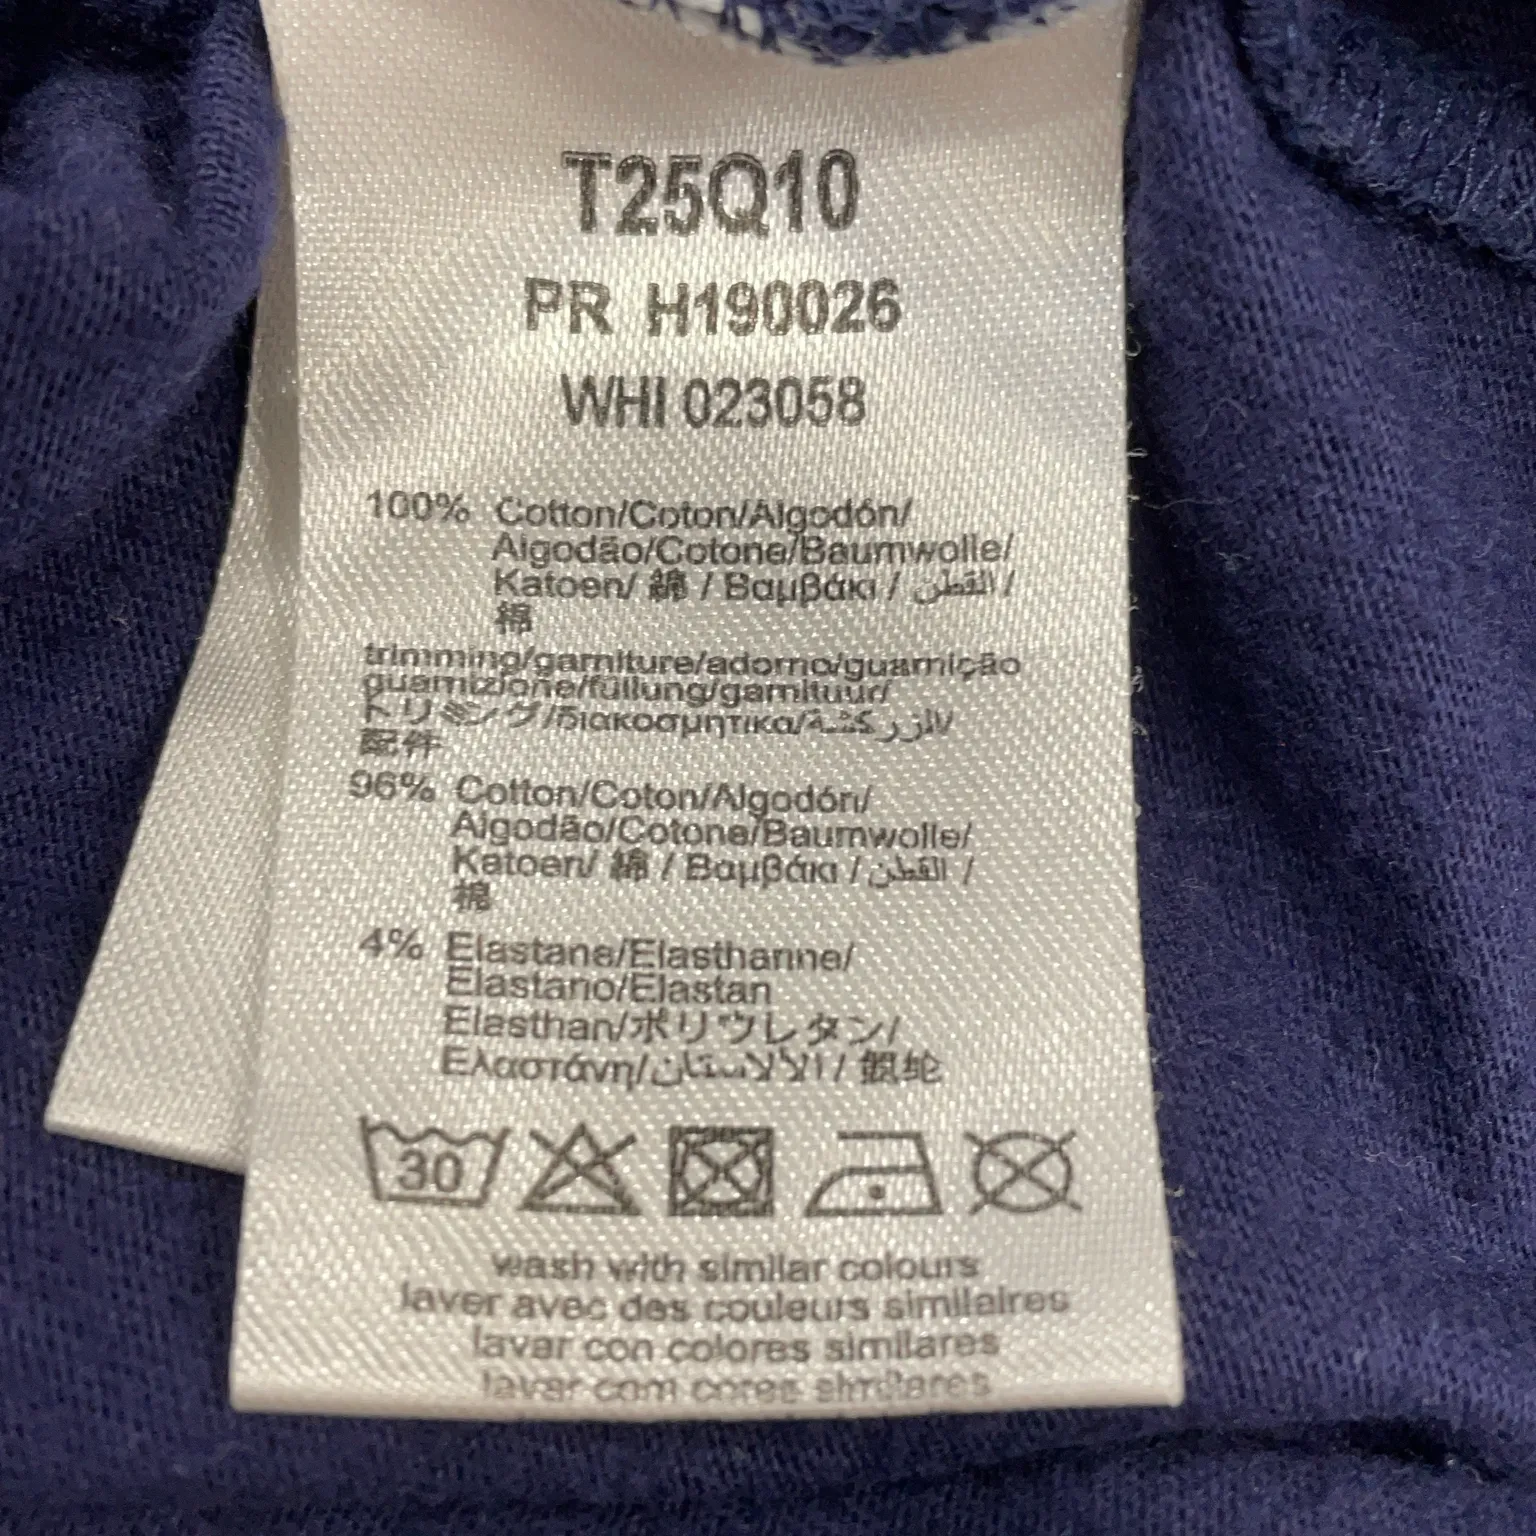 T25Q10
PR H190026
WHI 023058
100% Cotton/Coton/Algodón/
Algodão/Cotone/Baumwolle/
Katoen/ 綿 / Βαμβάκι / القطن /
棉
trimming/garniture/adorno/guarnição
guarnizione/füllung/garnituur/
トリミング/διακοσμητικα/الزركشة/
配件
96% Cotton/Coton/Algodón/
Algodão/Cotone/Baumwolle/
Katoen/ 綿 / Βαμβάκι / القطن /
棉
4% Elastane/Elasthanne/
Elastano/Elastan
Elasthan/ポリウレタン/
Ελαστάνη/الالاستان /
30
wash with similar colours
laver avec des couleurs similaires
lavar con colores similares
lavar com cores similares